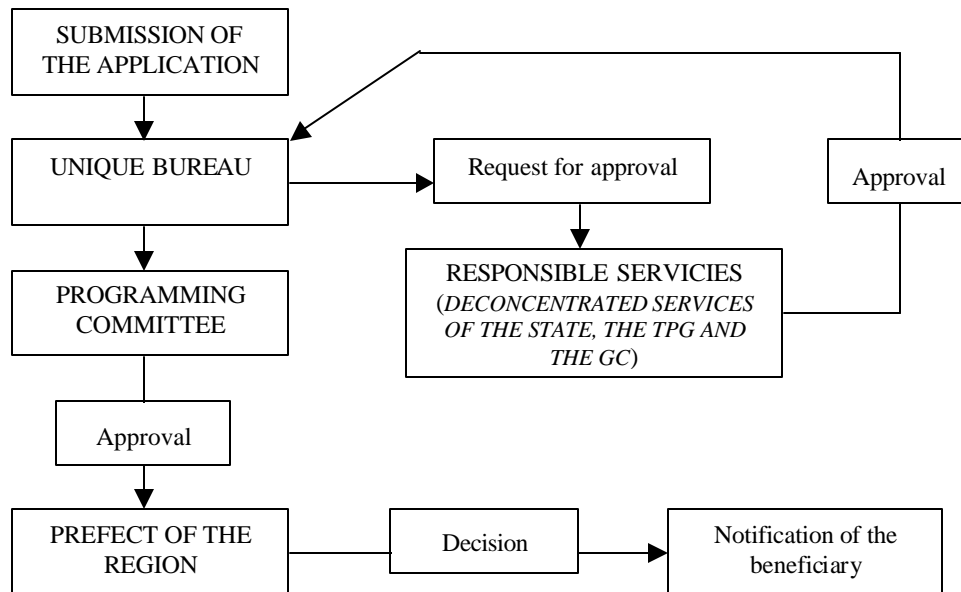 SUBMISSION OF
THE APPLICATION
UNIQUE BUREAU
Request for approval
Approval
PROGRAMMING
COMMITTEE
RESPONSIBLE SERVICIES
(DECONCENTRATED SERVICES
OF THE STATE, THE TPG AND
THE GC)
Approval
PREFECT OF THE
REGION
Decision
Notification of the
beneficiary